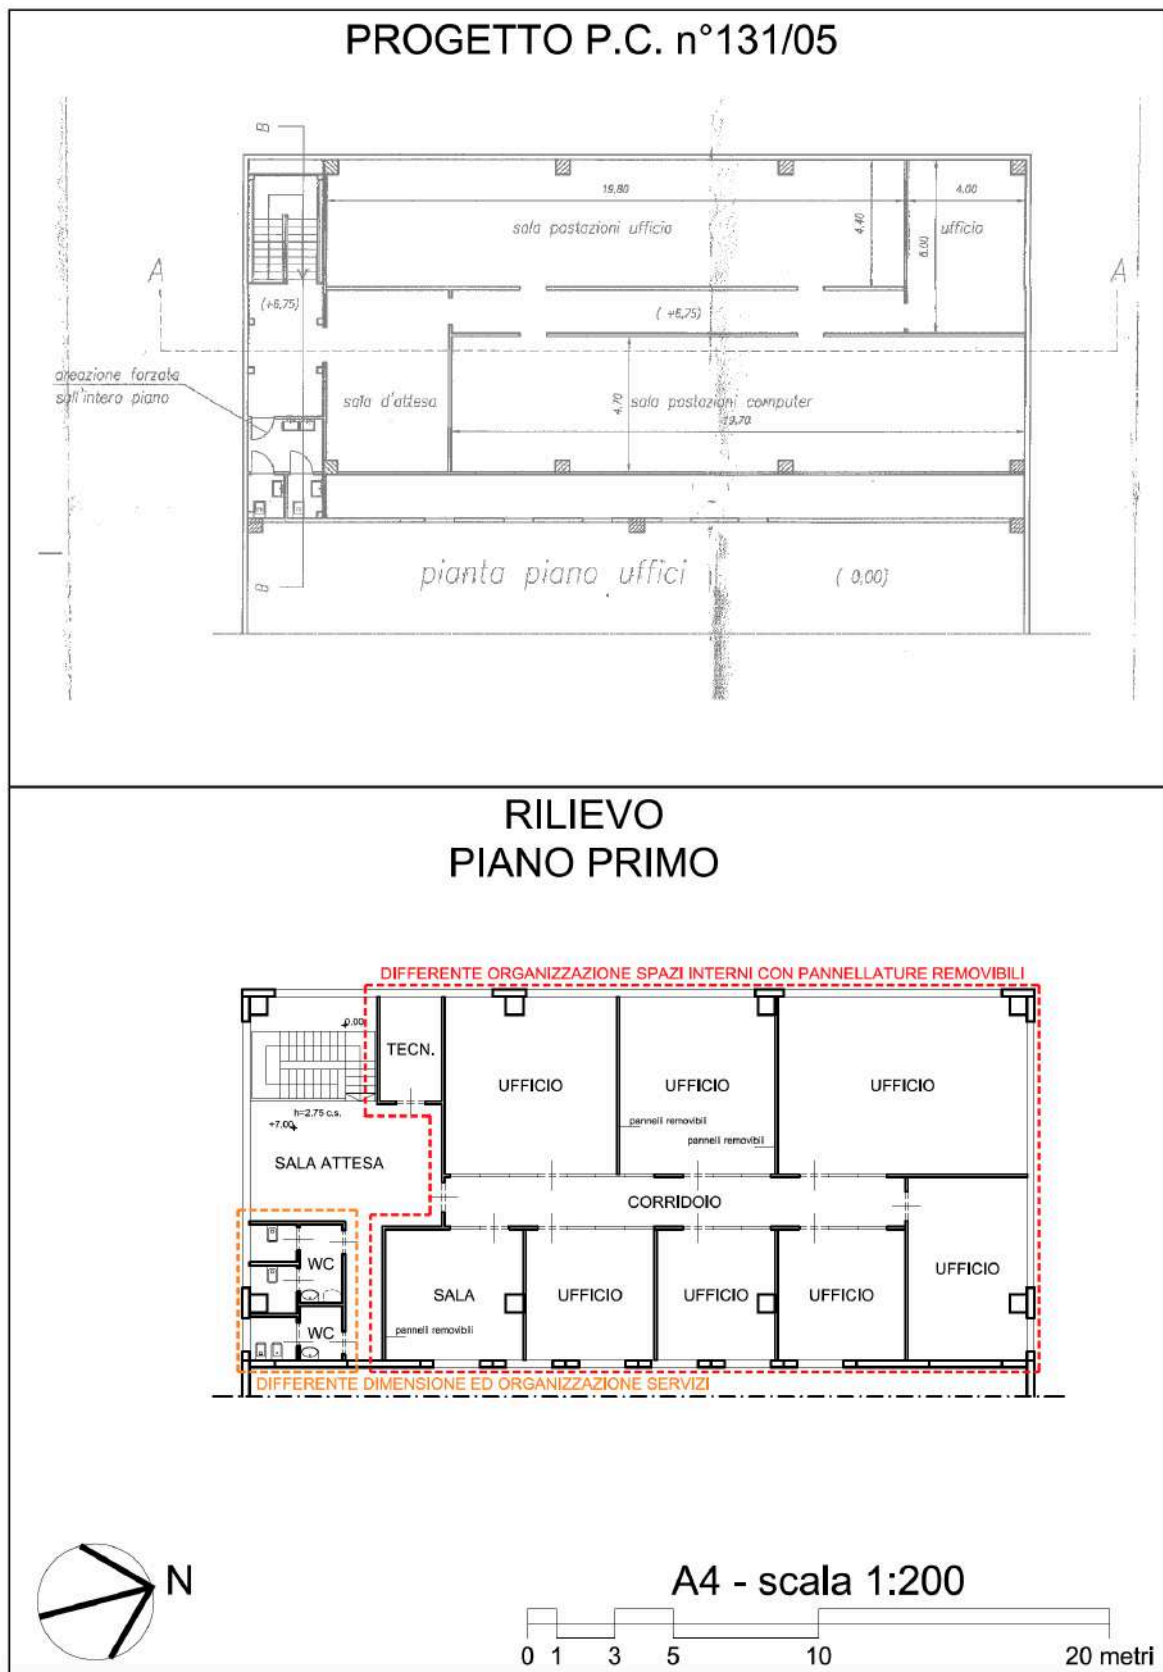 PROGETTO P.C. n°131/05
B
19,80
4.00
sala postazioni ufficio
4,40
6.00
ufficio
A
A
(+6,75)
( +6,75)
areazione forzata
sull'intero piano
sala d'attesa
4,70
sala postazioni computer
19,70
pianta piano uffici
( 0,00)
B
RILIEVO
PIANO PRIMO
DIFFERENTE ORGANIZZAZIONE SPAZI INTERNI CON PANNELLATURE REMOVIBILI
0.00
TECN.
UFFICIO
UFFICIO
UFFICIO
h=2.75 c.s.
+7,00
pannelli removibili
pannelli removibili
SALA ATTESA
CORRIDOIO
WC
SALA
UFFICIO
UFFICIO
UFFICIO
UFFICIO
WC
pannelli removibili
DIFFERENTE DIMENSIONE ED ORGANIZZAZIONE SERVIZI
N
A4 - scala 1:200
0 1 3 5 10 20 metri